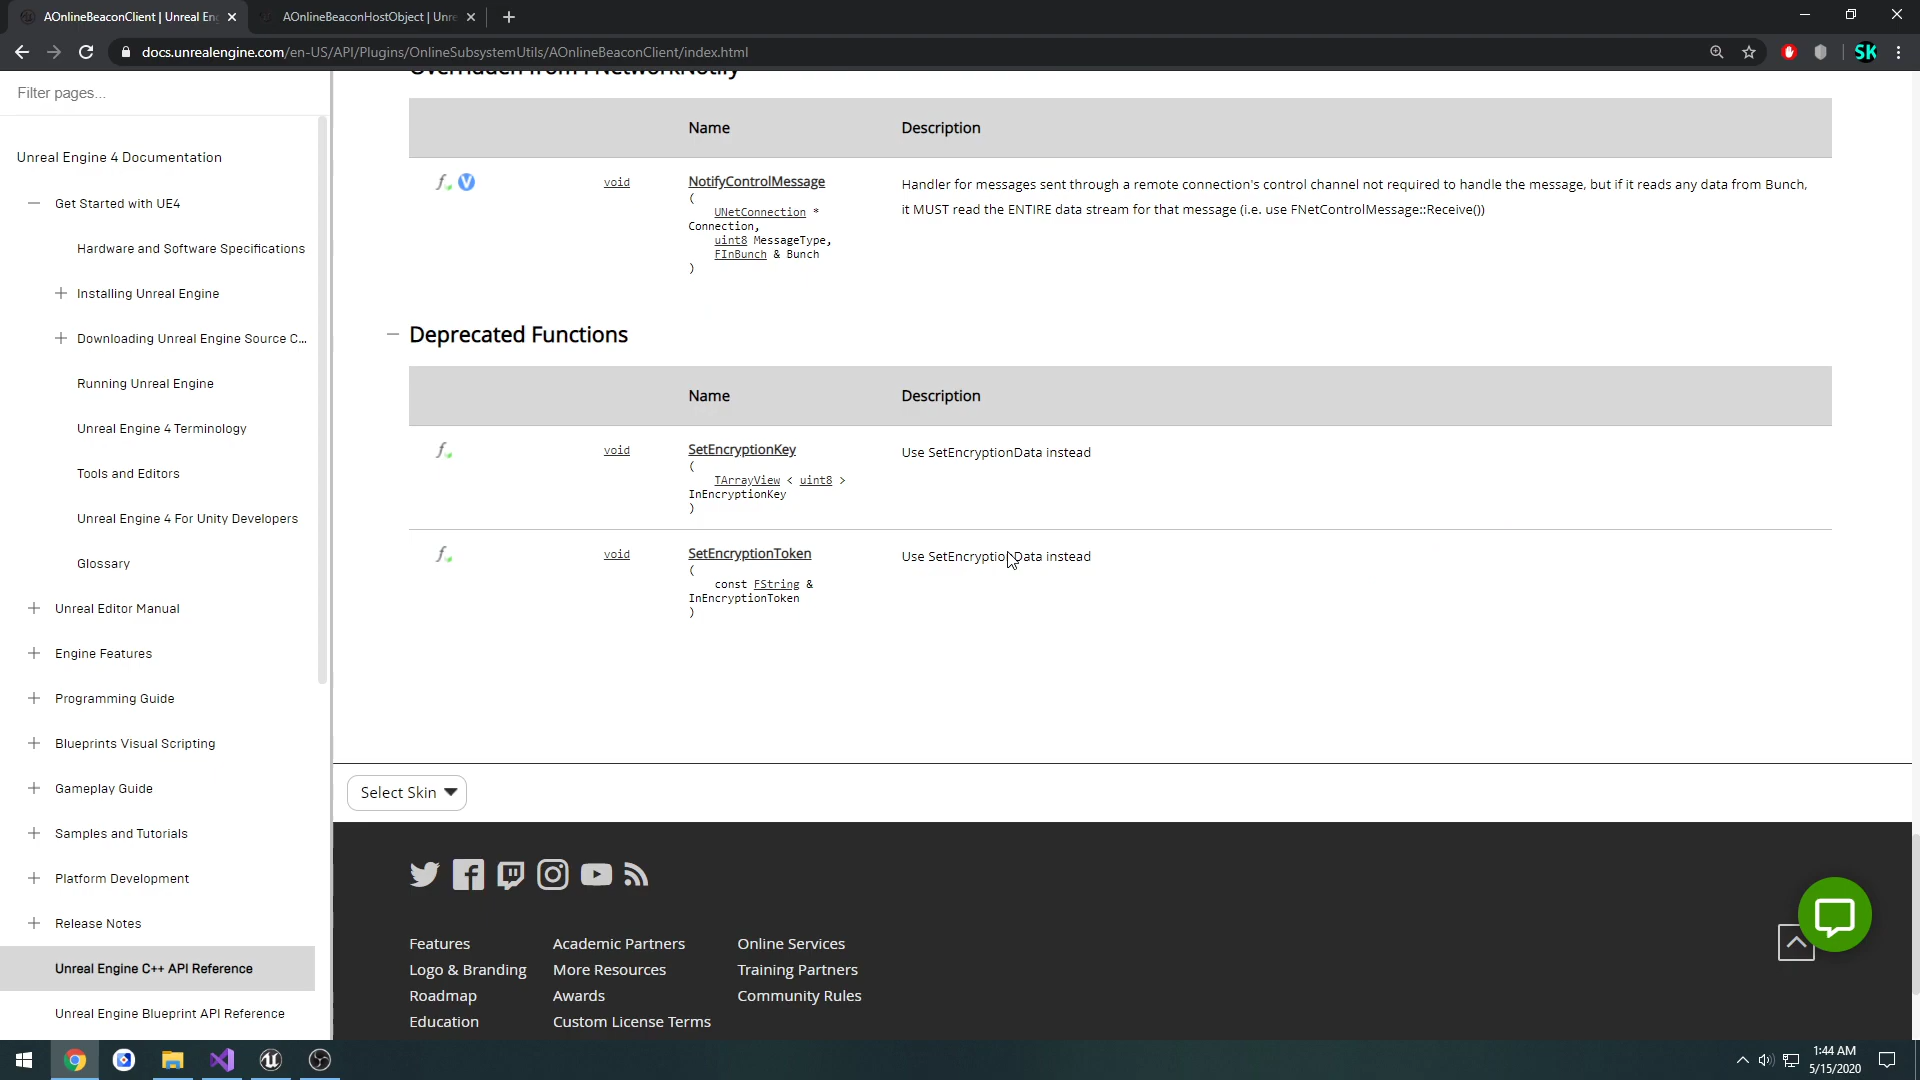 AOnlineBeaconClient | Unreal En
AOnlineBeaconHostObject | Unre
docs.unrealengine.com/en-US/API/Plugins/OnlineSubsystemUtils/AOnlineBeaconClient/index.html
SK
Filter pages...
Unreal Engine 4 Documentation
Get Started with UE4
Hardware and Software Specifications
Installing Unreal Engine
Downloading Unreal Engine Source C...
Running Unreal Engine
Unreal Engine 4 Terminology
Tools and Editors
Unreal Engine 4 For Unity Developers
Glossary
Unreal Editor Manual
Engine Features
Programming Guide
Blueprints Visual Scripting
Gameplay Guide
Samples and Tutorials
Platform Development
Release Notes
Unreal Engine C++ API Reference
Unreal Engine Blueprint API Reference
Overridden from FNetworkNotify
Name Description
f V void NotifyControlMessage
(
UNetConnection *
Connection,
uint8 MessageType,
FInBunch & Bunch
)
Handler for messages sent through a remote connection's control channel not required to handle the message, but if it reads any data from Bunch,
it MUST read the ENTIRE data stream for that message (i.e. use FNetControlMessage::Receive())
Deprecated Functions
Name Description
f void SetEncryptionKey
(
TArrayView < uint8 >
InEncryptionKey
)
Use SetEncryptionData instead
f void SetEncryptionToken
(
const FString &
InEncryptionToken
)
Use SetEncryptionData instead
Select Skin
Features
Logo & Branding
Roadmap
Education
Academic Partners
More Resources
Awards
Custom License Terms
Online Services
Training Partners
Community Rules
1:44 AM
5/15/2020